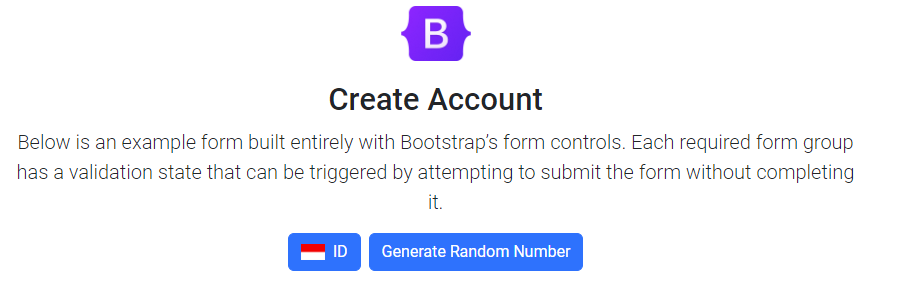 B
Create Account
Below is an example form built entirely with Bootstrap’s form controls. Each required form group
has a validation state that can be triggered by attempting to submit the form without completing
it.
ID Generate Random Number